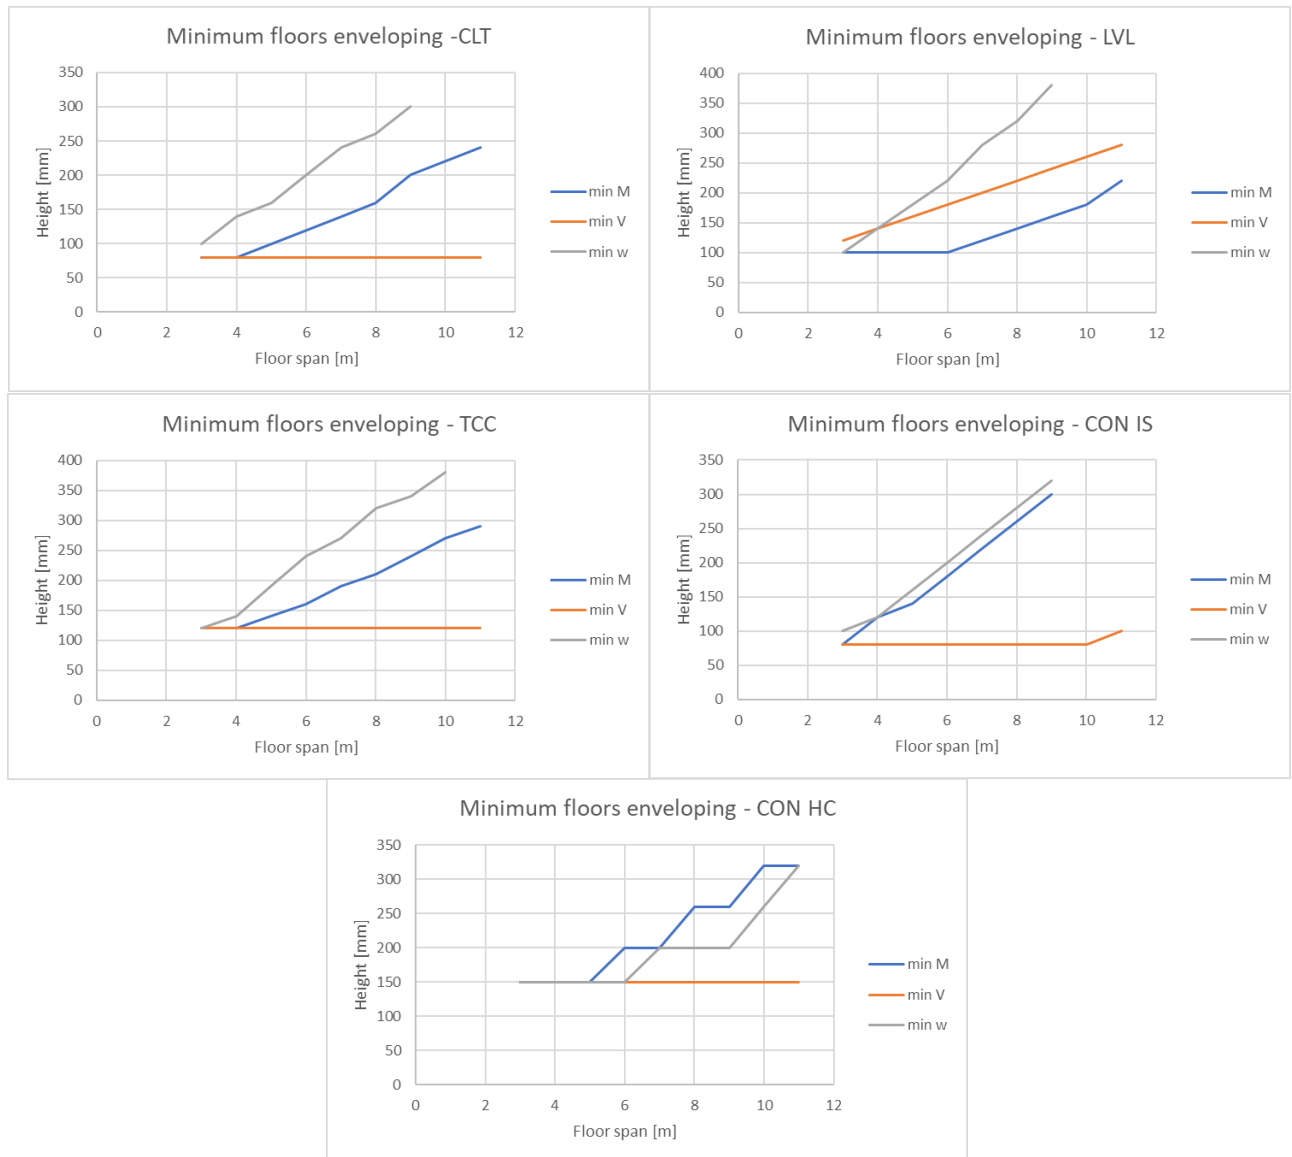 Minimum floors enveloping -CLT
350
300
250
200
150
100
50
0
Height [mm]
0 2 4 6 8 10 12
Floor span [m]
min M
min V
min w
Minimum floors enveloping - LVL
400
350
300
250
200
150
100
50
0
Height [mm]
0 2 4 6 8 10 12
Floor span [m]
min M
min V
min w
Minimum floors enveloping - TCC
400
350
300
250
200
150
100
50
0
Height [mm]
0 2 4 6 8 10 12
Floor span [m]
min M
min V
min w
Minimum floors enveloping - CON IS
350
300
250
200
150
100
50
0
Height [mm]
0 2 4 6 8 10 12
Floor span [m]
min M
min V
min w
Minimum floors enveloping - CON HC
350
300
250
200
150
100
50
0
Height [mm]
0 2 4 6 8 10 12
Floor span [m]
min M
min V
min w